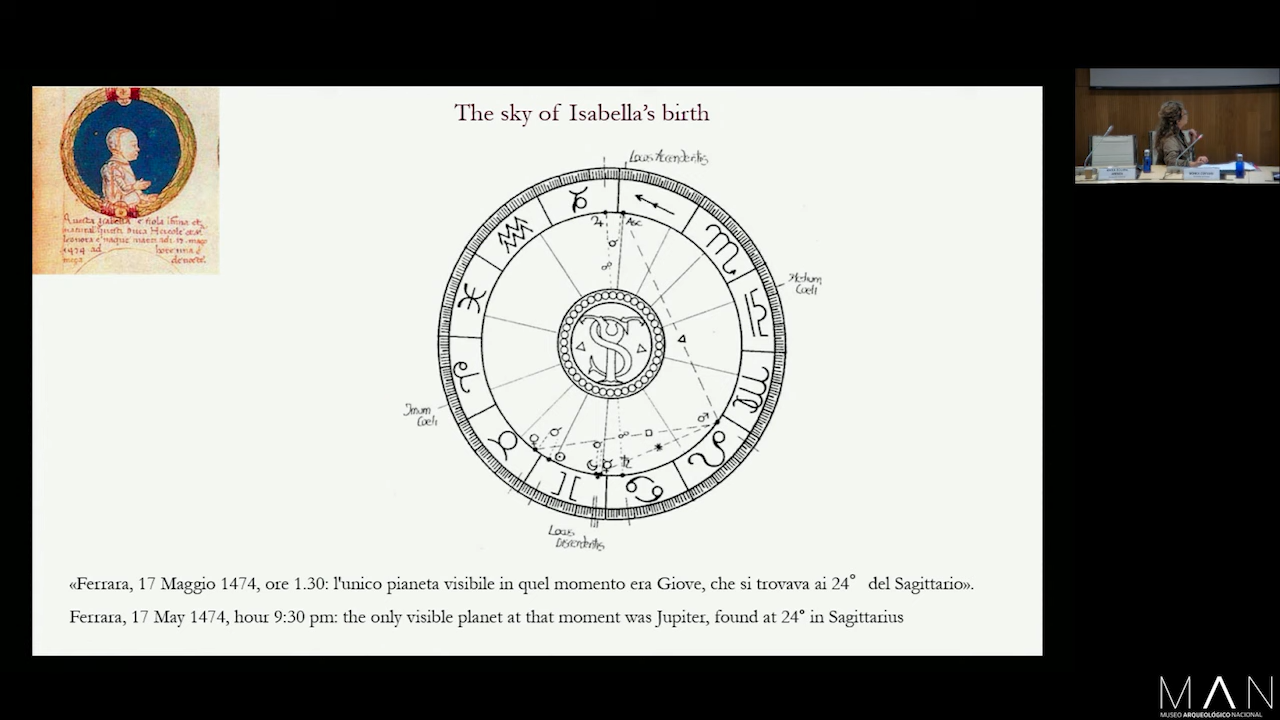 The sky of Isabella's birth
Locus Ascendentis
Asc
Coeli
Imum
Coeli
Locus
Descendentis
«Ferrara, 17 Maggio 1474, ore 1.30: l'unico pianeta visibile in quel momento era Giove, che si trovava ai 24° del Sagittario».
Ferrara, 17 May 1474, hour 9:30 pm: the only visible planet at that moment was Jupiter, found at 24° in Sagittarius
MAN
MUSEO ARQUEOLÓGICO NACIONAL